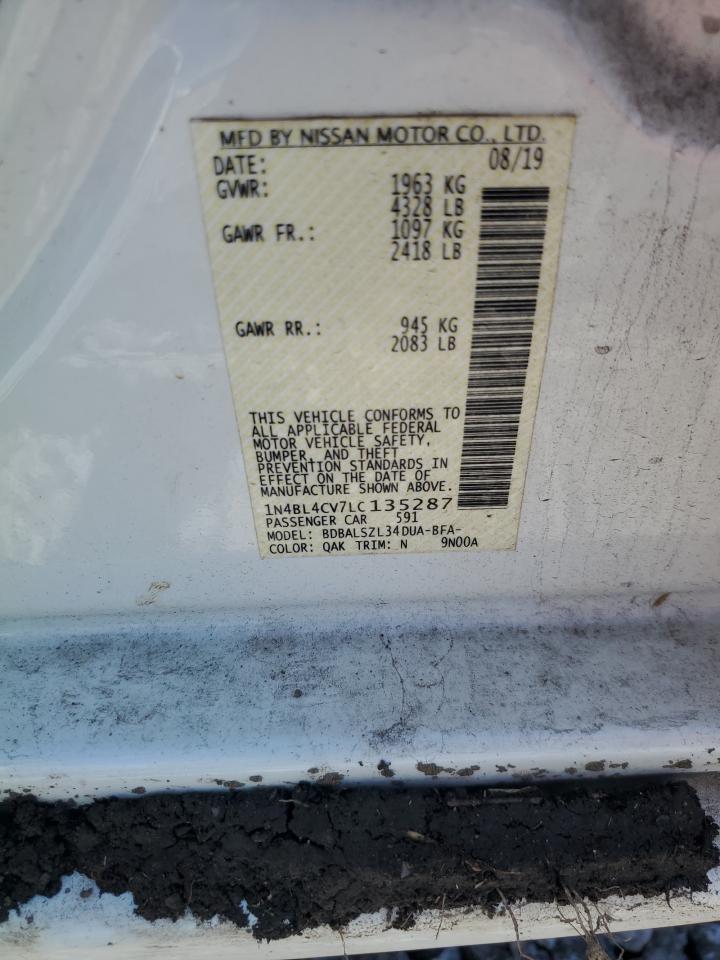 MFD BY NISSAN MOTOR CO., LTD.
DATE: 08/19
GVWR: 1963 KG
4328 LB
GAWR FR.: 1097 KG
2418 LB
GAWR RR.: 945 KG
2083 LB
THIS VEHICLE CONFORMS TO
ALL APPLICABLE FEDERAL
MOTOR VEHICLE SAFETY,
BUMPER, AND THEFT
PREVENTION STANDARDS IN
EFFECT ON THE DATE OF
MANUFACTURE SHOWN ABOVE.
1N4BL4CV7LC135287
PASSENGER CAR 591
MODEL: BDBALSZL34DUA-BFA-
COLOR: QAK TRIM: N 9N00A